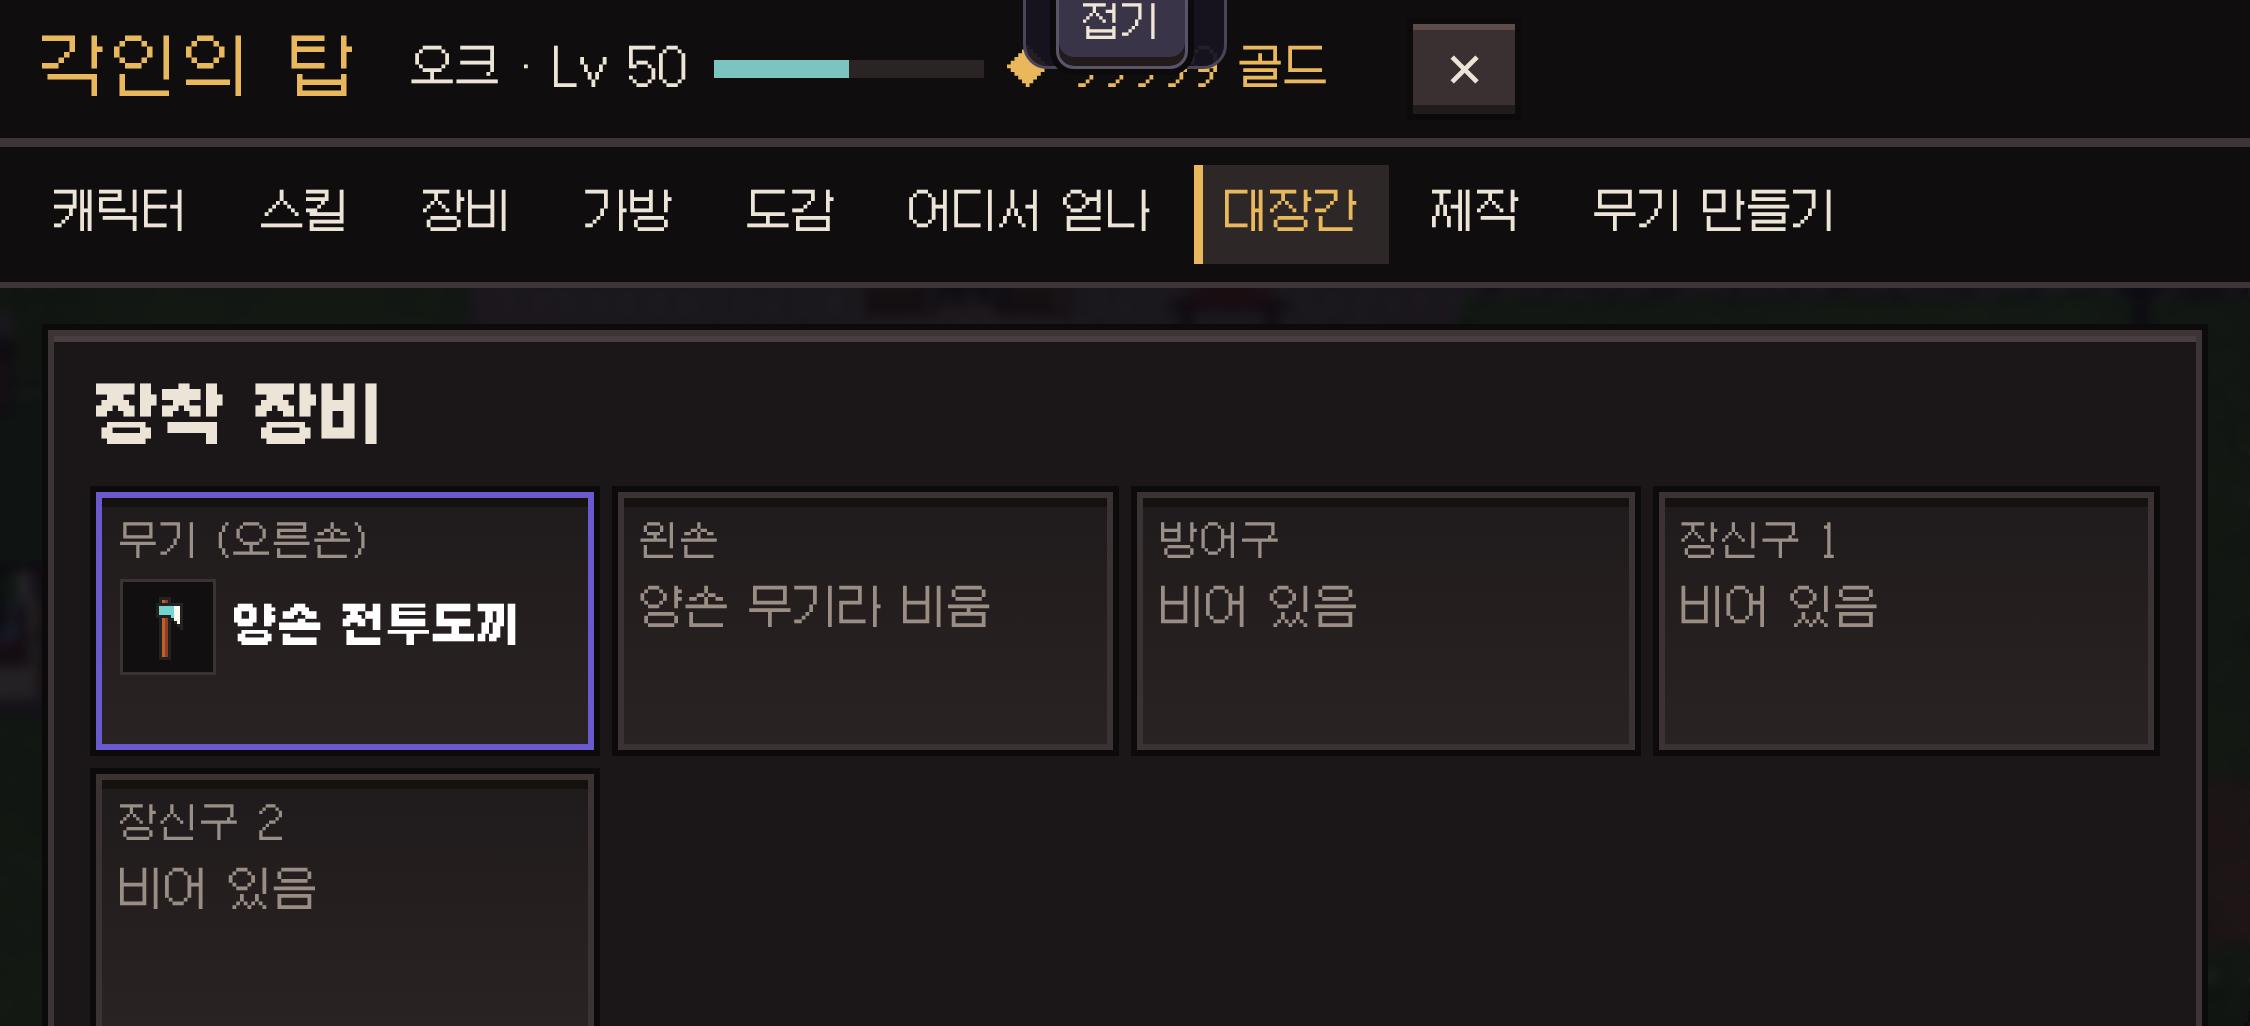 접기
각인의 탑 오크 · Lv 50 골드 ×
캐릭터 스킬 장비 가방 도감 어디서 얻나 대장간 제작 무기 만들기
장착 장비
무기 (오른손) 왼손 방어구 장신구 1
양손 전투도끼 양손 무기라 비움 비어 있음 비어 있음
장신구 2
비어 있음